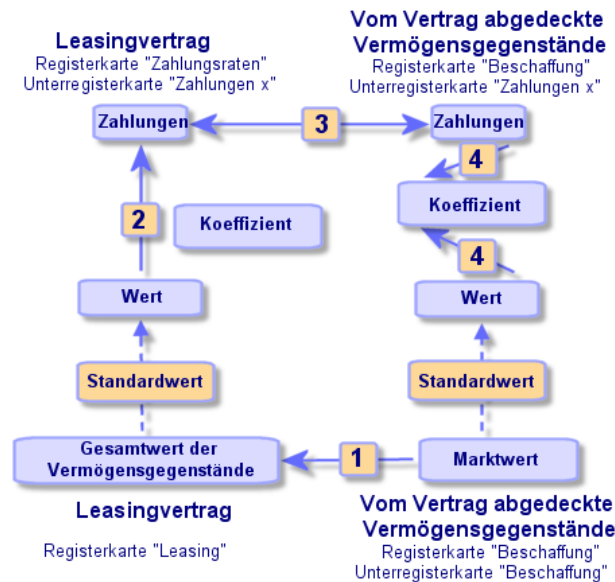 Leasingvertrag
Registerkarte "Zahlungsraten"
Unterregisterkarte "Zahlungen x"
Vom Vertrag abgedeckte
Vermögensgegenstände
Registerkarte "Beschaffung"
Unterregisterkarte "Zahlungen x"
Zahlungen
3
Zahlungen
4
2
Koeffizient
Koeffizient
4
Wert
Wert
Standardwert
Standardwert
Gesamtwert der
Vermögensgegenstände
1
Marktwert
Leasingvertrag
Registerkarte "Leasing"
Vom Vertrag abgedeckte
Vermögensgegenstände
Registerkarte "Beschaffung"
Unterregisterkarte "Beschaffung"